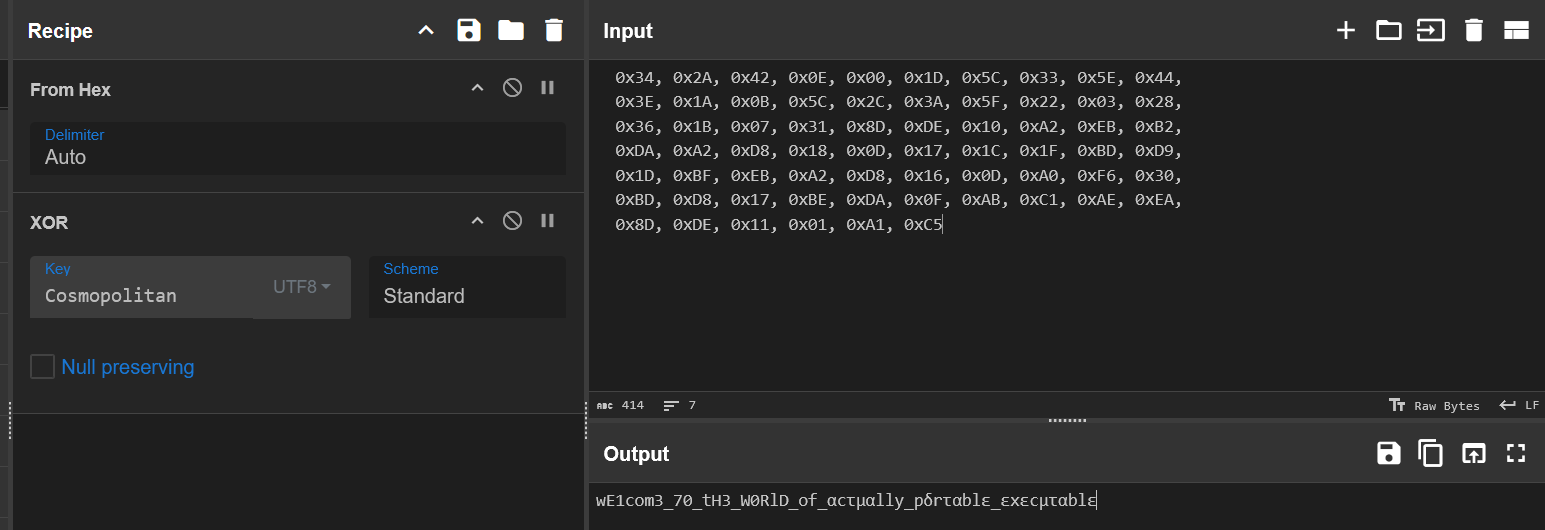 Recipe
From Hex
Delimiter
Auto
XOR
Key
Cosmopolitan
UTF8
Scheme
Standard
Null preserving
Input
0x34, 0x2A, 0x42, 0x0E, 0x00, 0x1D, 0x5C, 0x33, 0x5E, 0x44,
0x3E, 0x1A, 0x0B, 0x5C, 0x2C, 0x3A, 0x5F, 0x22, 0x03, 0x28,
0x36, 0x1B, 0x07, 0x31, 0x8D, 0xDE, 0x10, 0xA2, 0xEB, 0xB2,
0xDA, 0xA2, 0xD8, 0x18, 0x0D, 0x17, 0x1C, 0x1F, 0xBD, 0xD9,
0x1D, 0xBF, 0xEB, 0xA2, 0xD8, 0x16, 0x0D, 0xA0, 0xF6, 0x30,
0xBD, 0xD8, 0x17, 0xBE, 0xDA, 0x0F, 0xAB, 0xC1, 0xAE, 0xEA,
0x8D, 0xDE, 0x11, 0x01, 0xA1, 0xC5
ABC 414 7
Tт Raw Bytes LF
Output
wE1com3_70_tH3_W0RlD_of_αcτµαlly_pδrταblε_εxεcµταblε